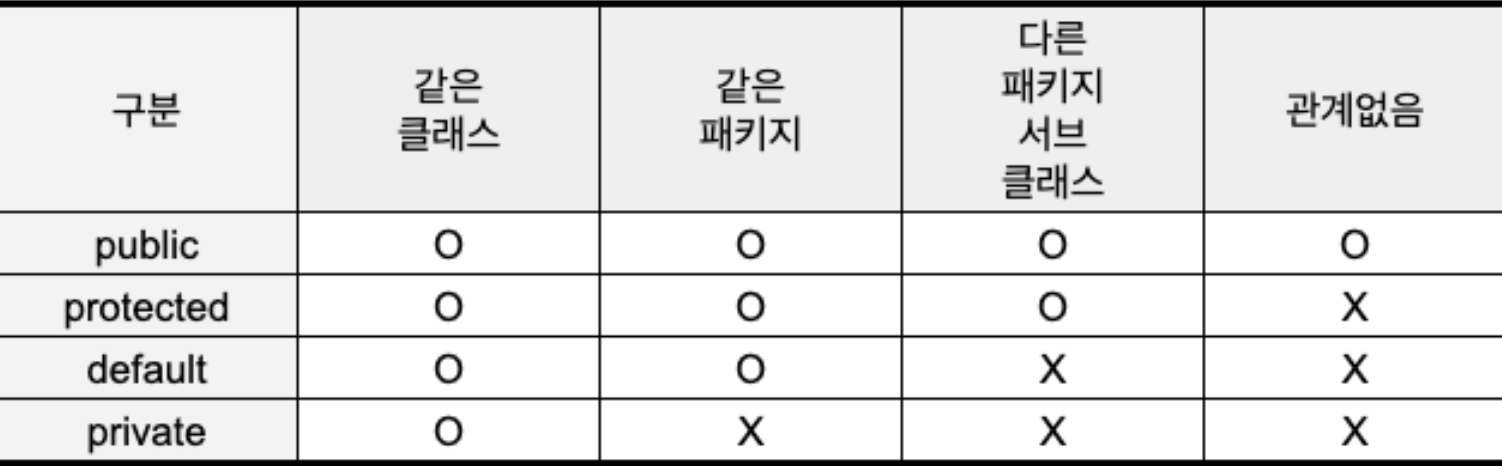 구분 같은 클래스 같은 패키지 다른 패키지 서브 클래스 관계없음
public O O O O
protected O O O X
default O O X X
private O X X X